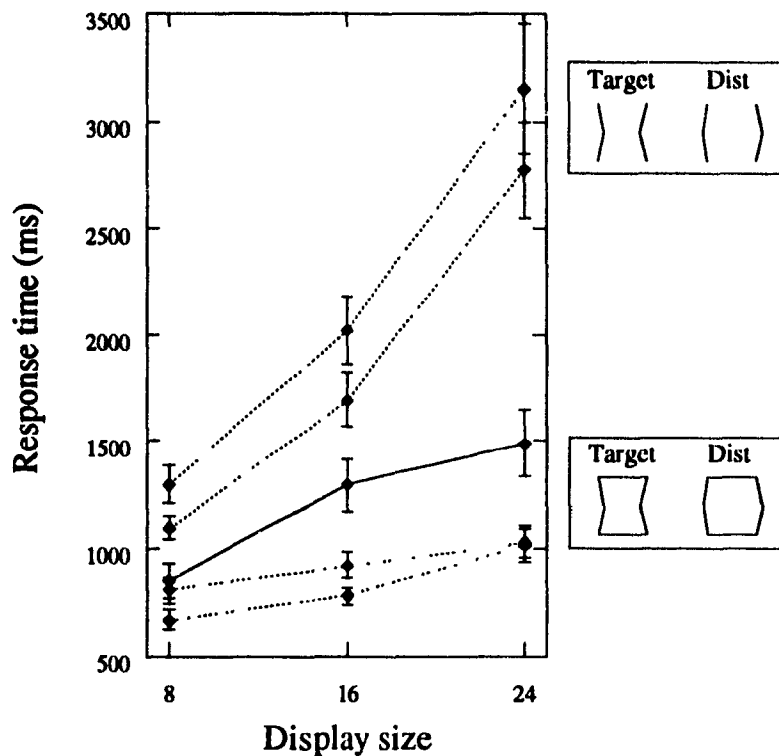 3500
3000
2500
2000
1500
1000
500
Response time (ms)
8 16 24
Display size
Target Dist
Target Dist